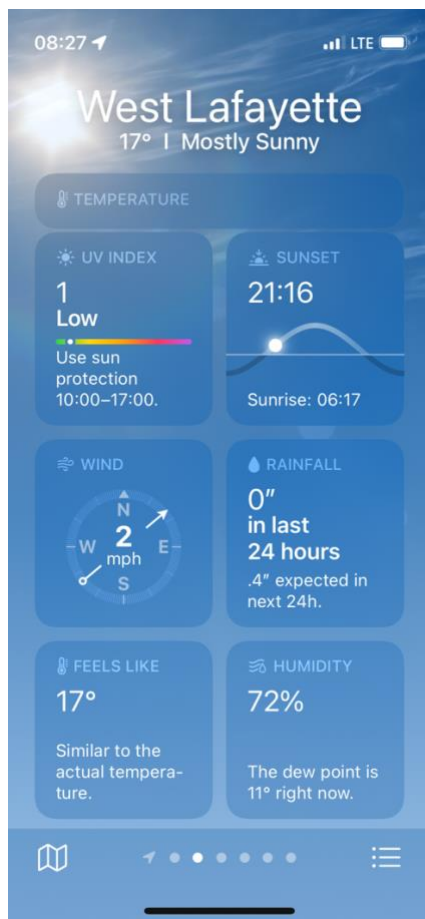 08:27 LTE
West Lafayette
17° | Mostly Sunny
TEMPERATURE
UV INDEX
1
Low
Use sun
protection
10:00–17:00.
SUNSET
21:16
Sunrise: 06:17
WIND
N
W 2 E
mph
S
RAINFALL
0″
in last
24 hours
.4″ expected in
next 24h.
FEELS LIKE
17°
Similar to the
actual tempera-
ture.
HUMIDITY
72%
The dew point is
11° right now.